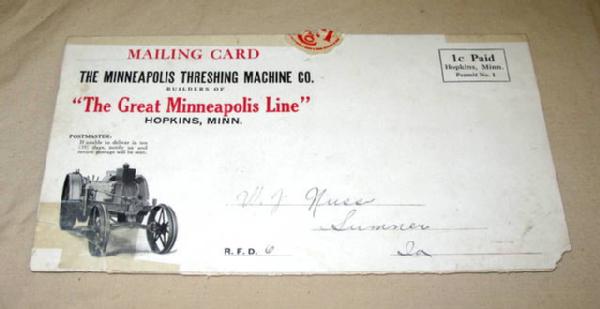 MAILING CARD
THE MINNEAPOLIS THRESHING MACHINE CO.
BUILDERS OF
"The Great Minneapolis Line"
HOPKINS, MINN.
1c Paid
Hopkins, Minn.
Permit No. 1
POSTMASTER:
If unable to deliver in ten
(10) days, notify us and
return postage will be sent.
W. J. Nuss
Sumner
R. F. D. 6
Ia